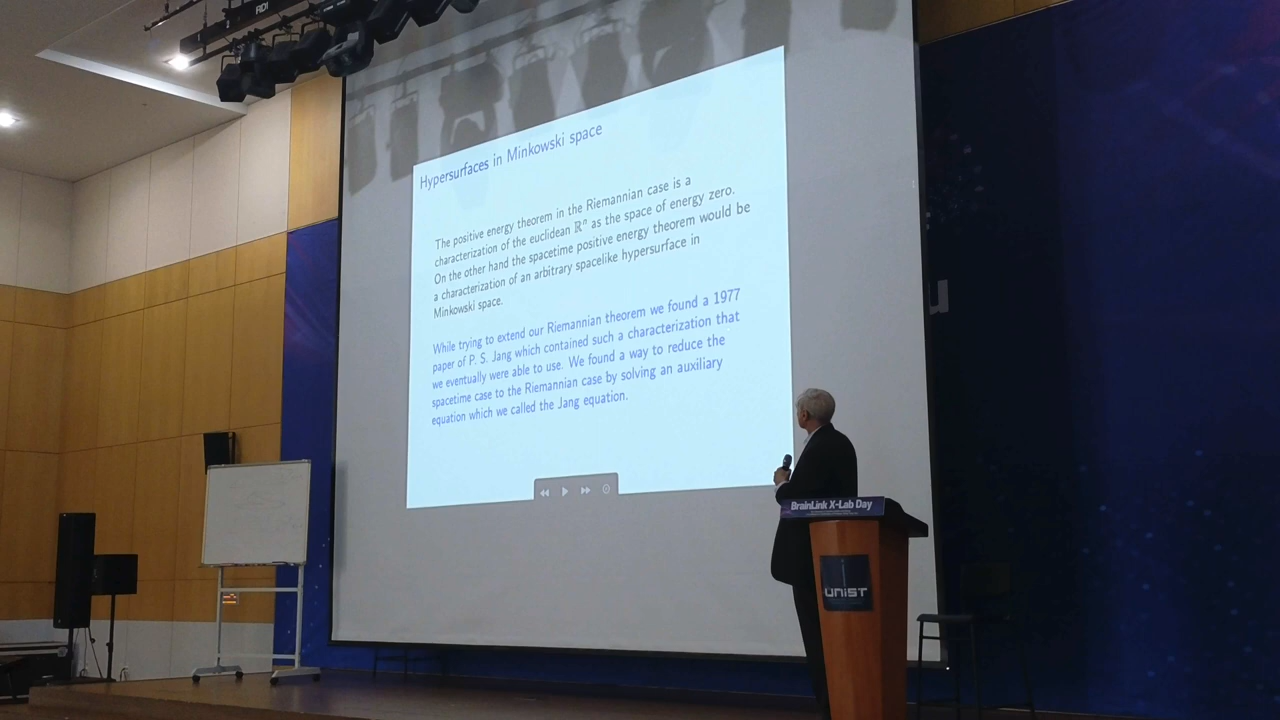 RDI
Hypersurfaces in Minkowski space
The positive energy theorem in the Riemannian case is a
characterization of the euclidean ℝⁿ as the space of energy zero.
On the other hand the spacetime positive energy theorem would be
a characterization of an arbitrary spacelike hypersurface in
Minkowski space.
While trying to extend our Riemannian theorem we found a 1977
paper of P. S. Jang which contained such a characterization that
we eventually were able to use. We found a way to reduce the
spacetime case to the Riemannian case by solving an auxiliary
equation which we called the Jang equation.
u
BrainLink X-Lab Day
UNIST